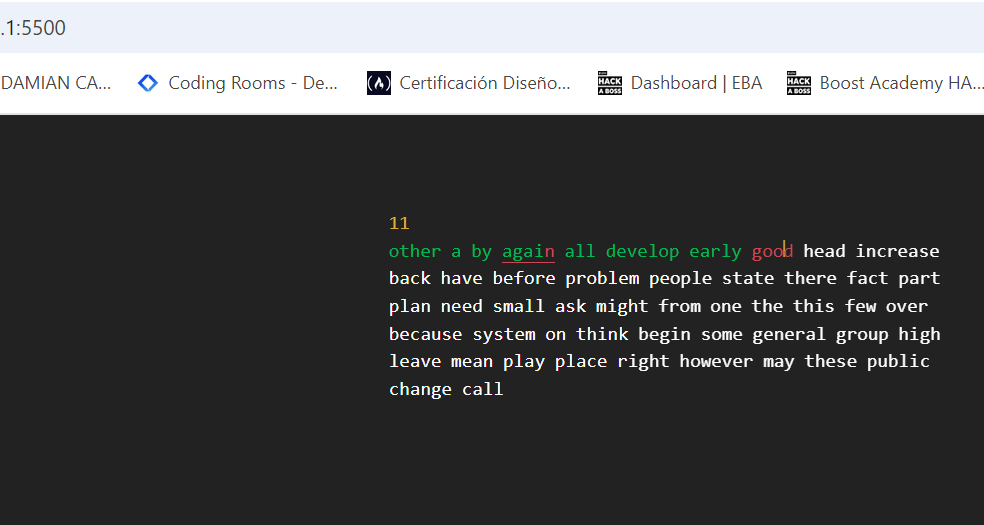 .1:5500
DAMIAN CA... Coding Rooms - De... Certificación Diseño... HACK A BOSS Dashboard | EBA HACK A BOSS Boost Academy HA...
11
other a by again all develop early good head increase
back have before problem people state there fact part
plan need small ask might from one the this few over
because system on think begin some general group high
leave mean play place right however may these public
change call